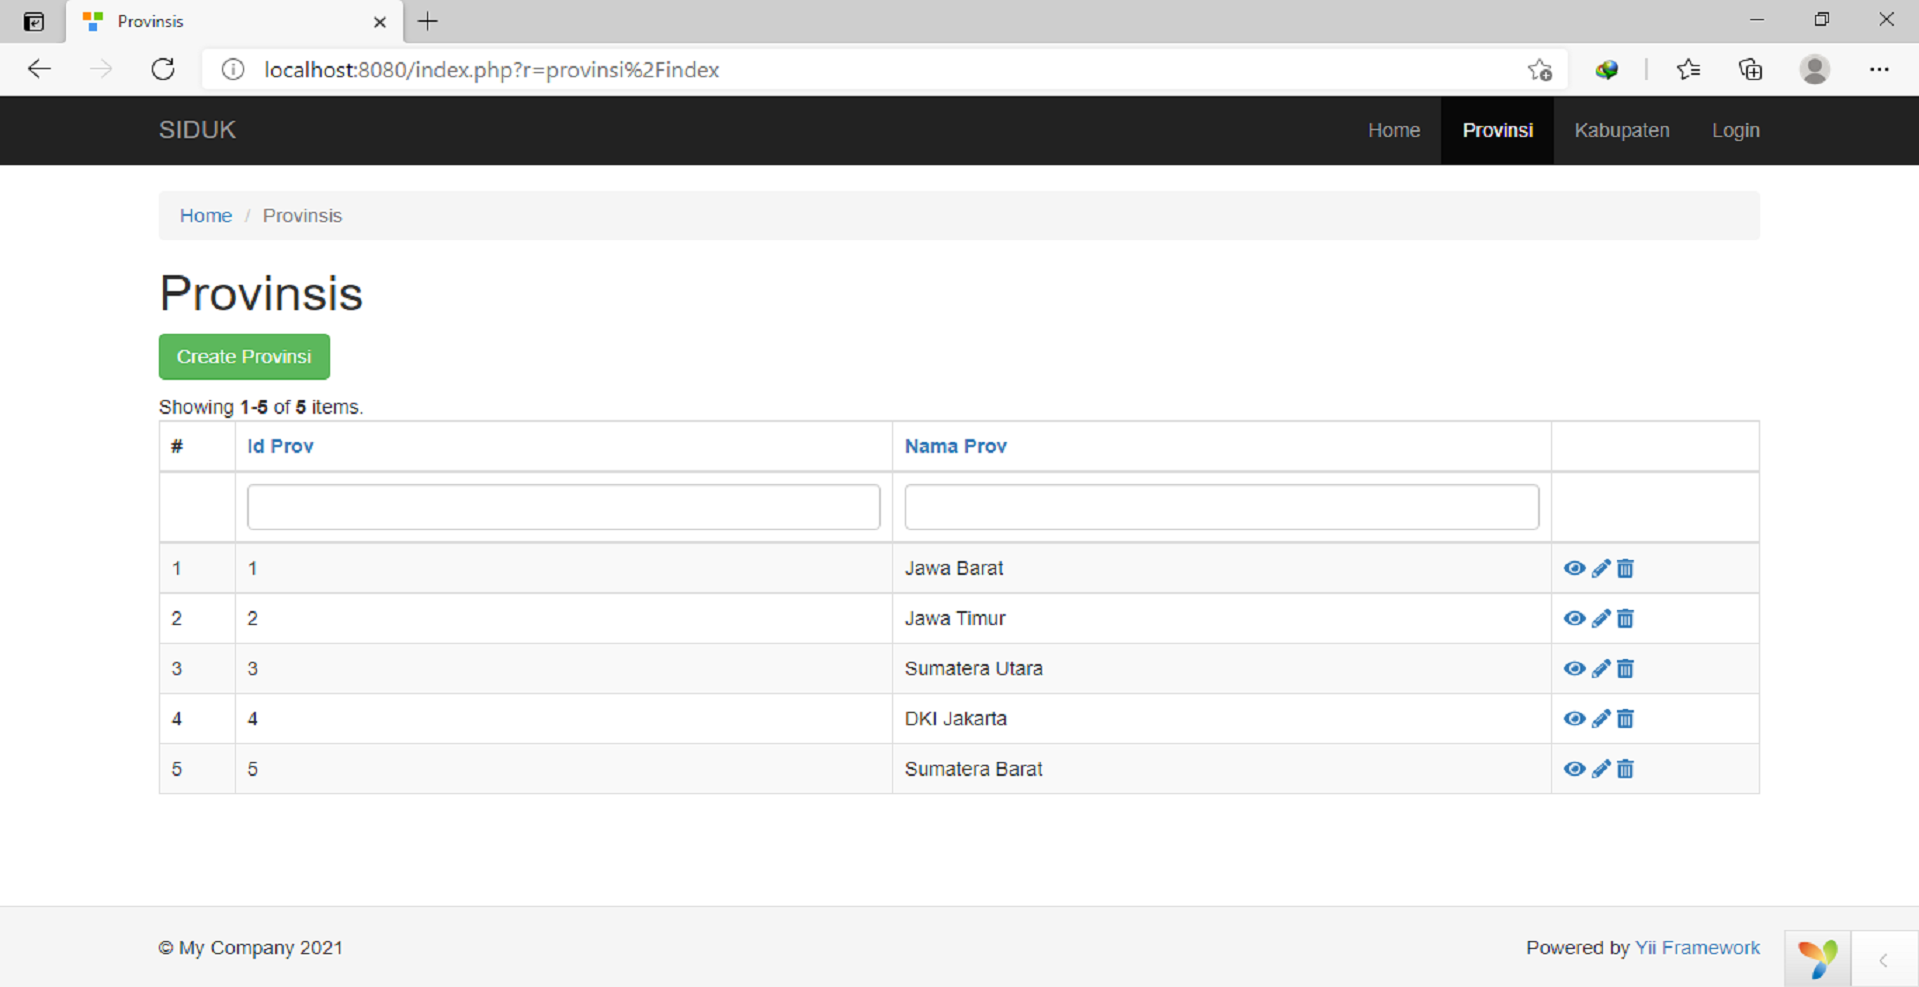 Provinsis
localhost:8080/index.php?r=provinsi%2Findex
SIDUK Home Provinsi Kabupaten Login
Home / Provinsis
Provinsis
Create Provinsi
Showing 1-5 of 5 items.
# Id Prov Nama Prov
1 1 Jawa Barat
2 2 Jawa Timur
3 3 Sumatera Utara
4 4 DKI Jakarta
5 5 Sumatera Barat
© My Company 2021 Powered by Yii Framework